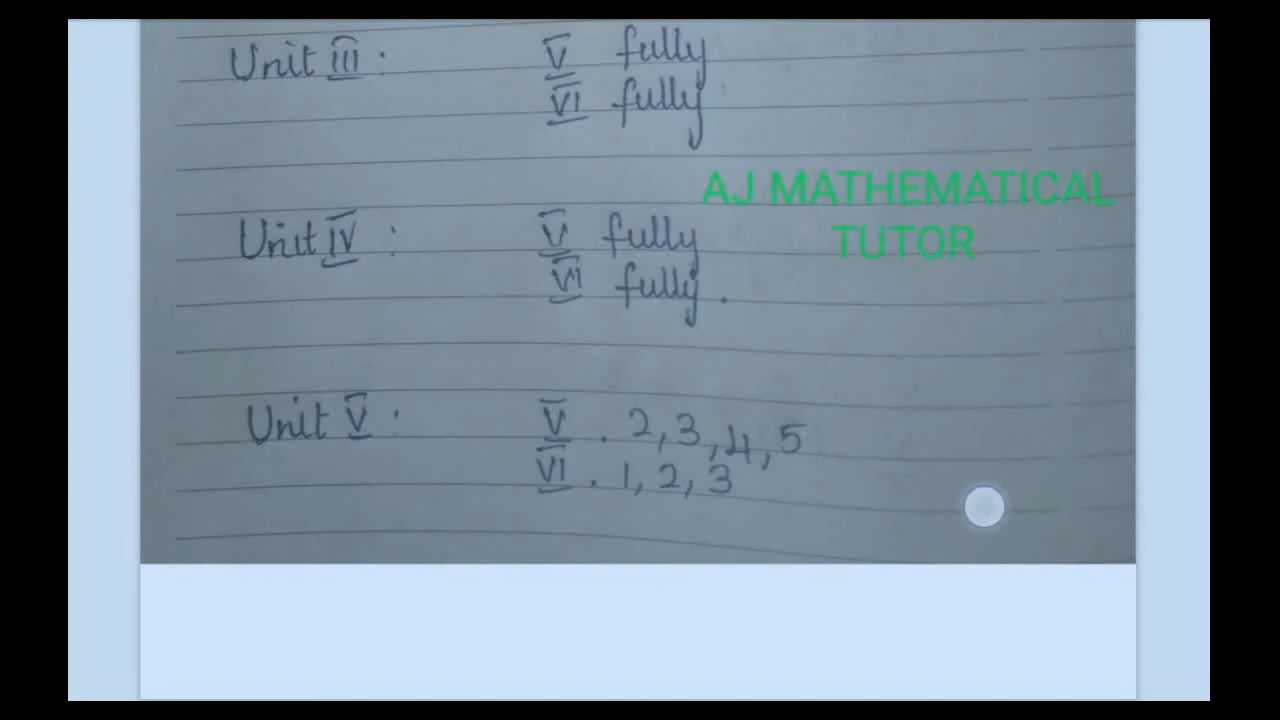 Unit III : V fully
VI fully
AJ MATHEMATICAL
TUTOR
Unit IV : V fully
VI fully.
Unit V . V . 2, 3, 4, 5
VI . 1, 2, 3